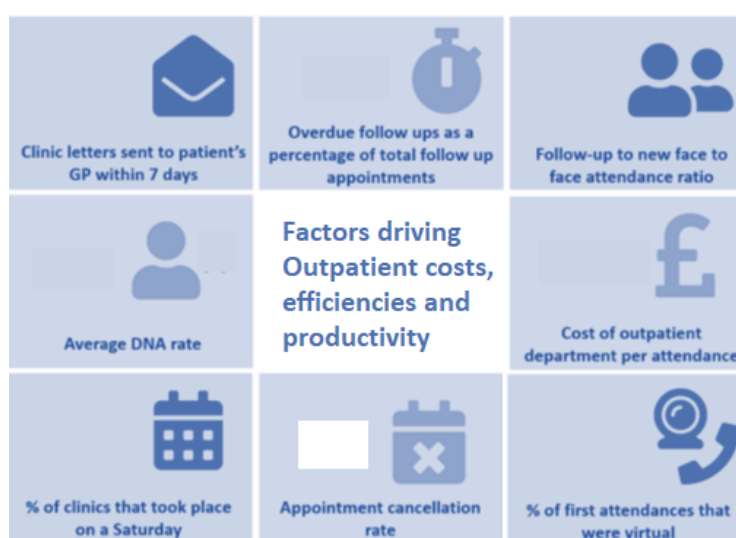 Clinic letters sent to patient's
GP within 7 days
Overdue follow ups as a
percentage of total follow up
appointments
Follow-up to new face to
face attendance ratio
Average DNA rate
Factors driving
Outpatient costs,
efficiencies and
productivity
£
Cost of outpatient
department per attendance
% of clinics that took place
on a Saturday
Appointment cancellation
rate
% of first attendances that
were virtual